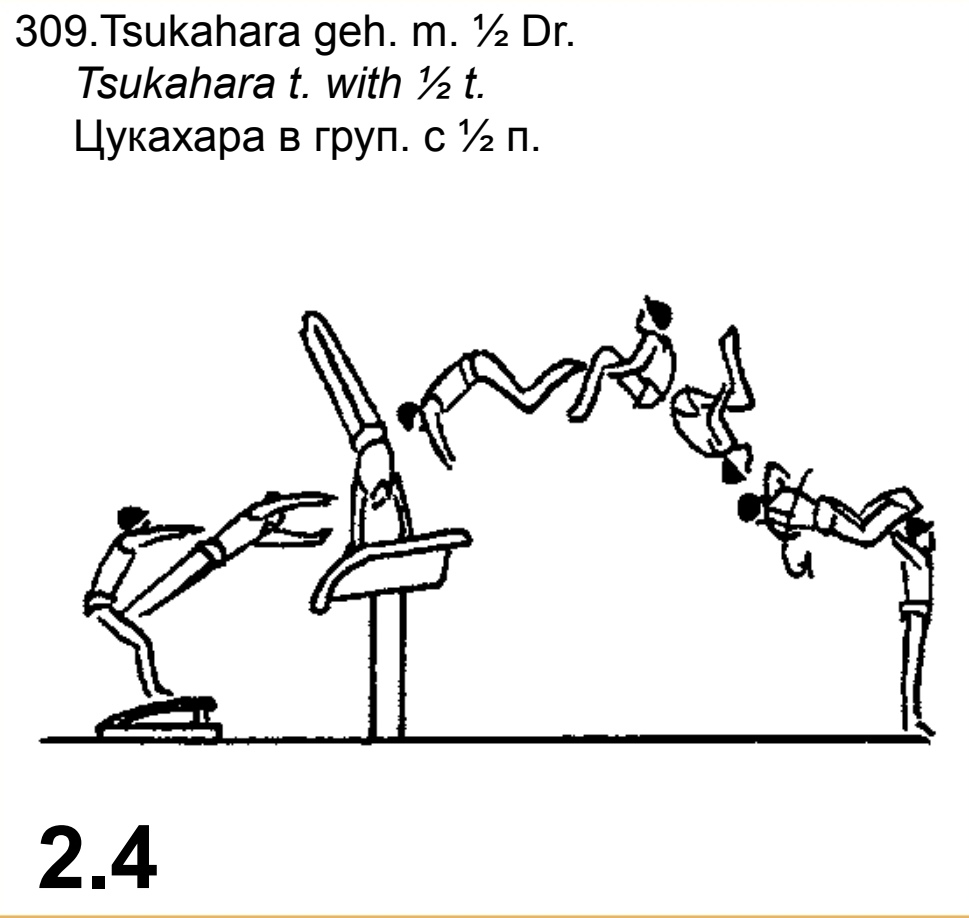 309.Tsukahara geh. m. ½ Dr.
Tsukahara t. with ½ t.
Цукахара в груп. с ½ п.
2.4